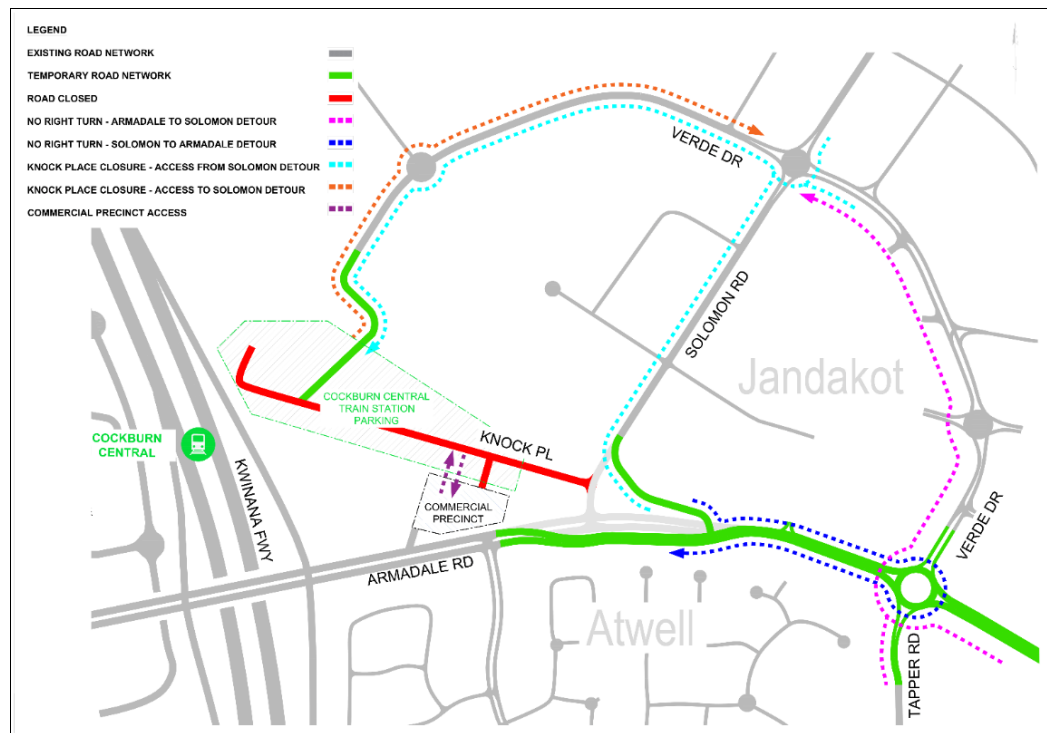 LEGEND
EXISTING ROAD NETWORK
TEMPORARY ROAD NETWORK
ROAD CLOSED
NO RIGHT TURN - ARMADALE TO SOLOMON DETOUR
NO RIGHT TURN - SOLOMON TO ARMADALE DETOUR
KNOCK PLACE CLOSURE - ACCESS FROM SOLOMON DETOUR
KNOCK PLACE CLOSURE - ACCESS TO SOLOMON DETOUR
COMMERCIAL PRECINCT ACCESS
VERDE DR
SOLOMON RD
Jandakot
COCKBURN CENTRAL
TRAIN STATION
PARKING
COCKBURN
CENTRAL
KNOCK PL
KWINANA FWY
COMMERCIAL
PRECINCT
VERDE DR
ARMADALE RD
Atwell
TAPPER RD